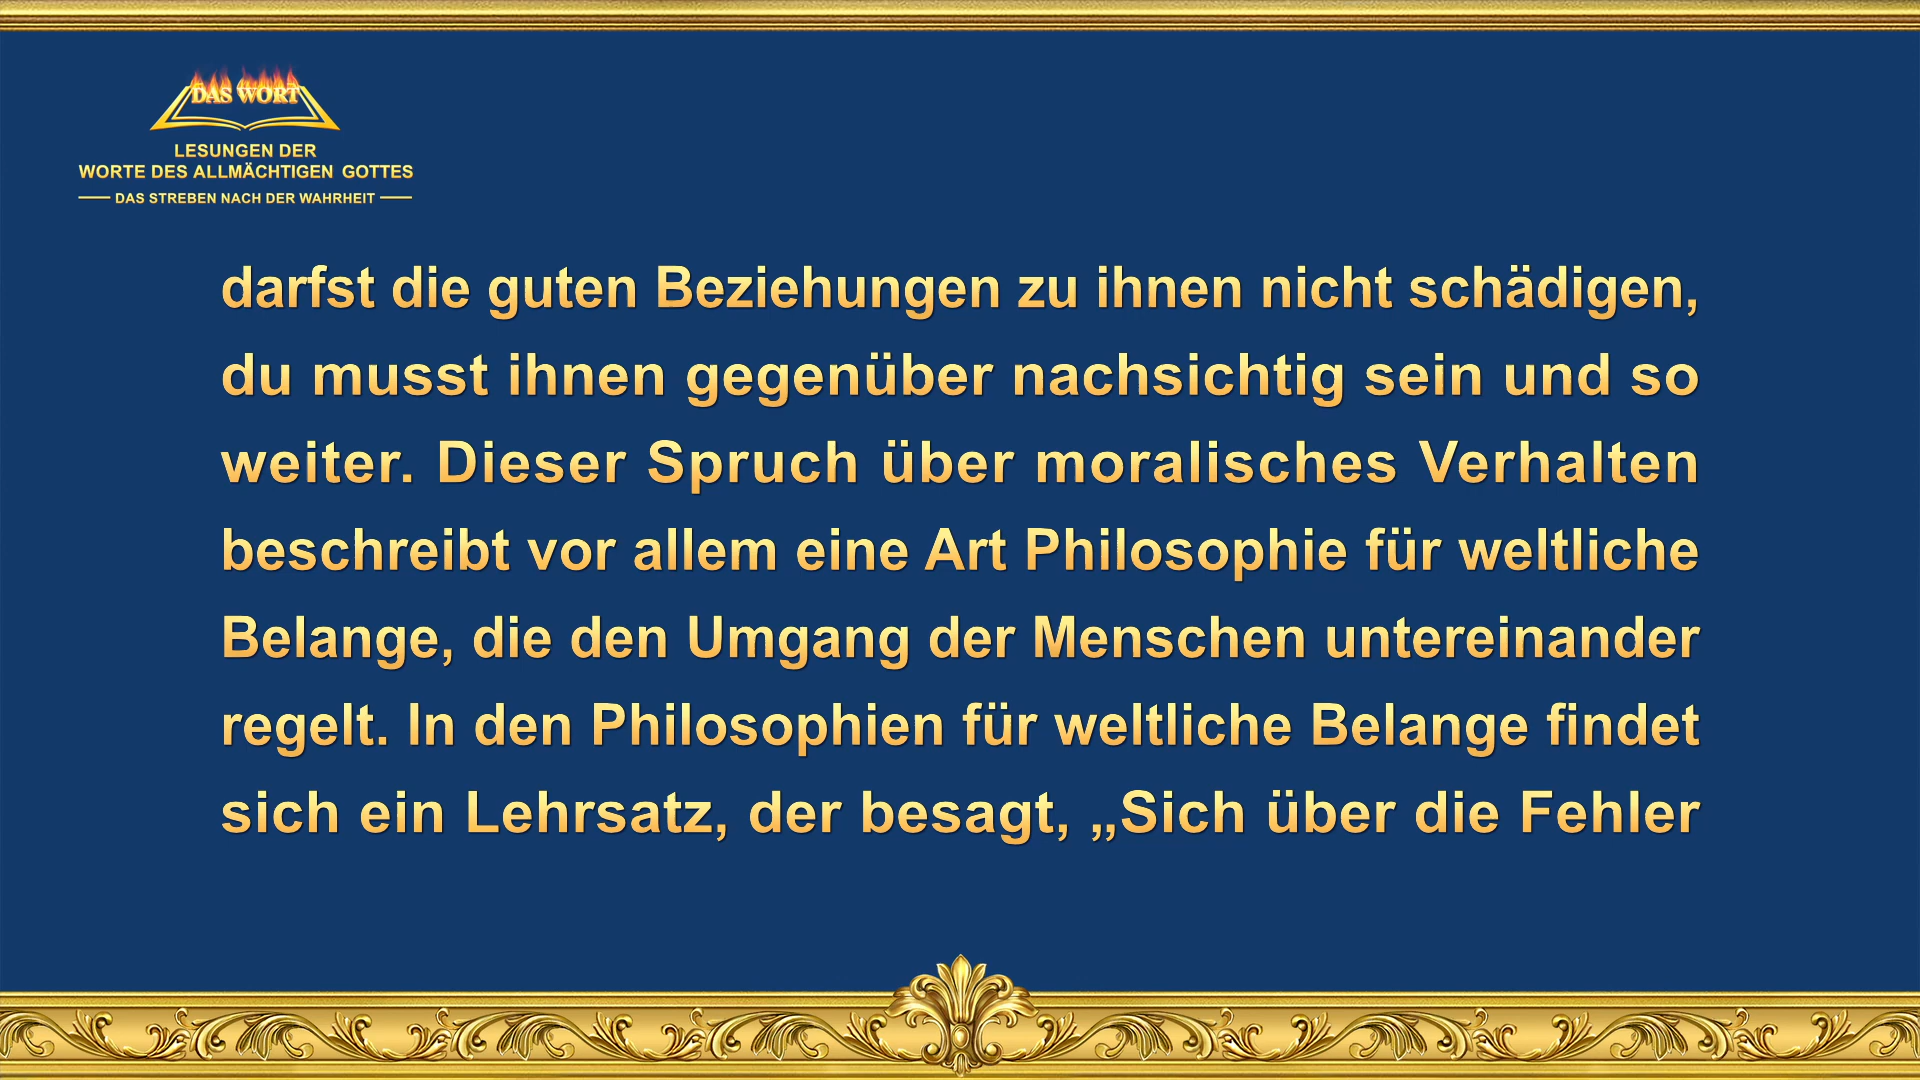 DAS WORT
LESUNGEN DER
WORTE DES ALLMÄCHTIGEN GOTTES
DAS STREBEN NACH DER WAHRHEIT
darfst die guten Beziehungen zu ihnen nicht schädigen,
du musst ihnen gegenüber nachsichtig sein und so
weiter. Dieser Spruch über moralisches Verhalten
beschreibt vor allem eine Art Philosophie für weltliche
Belange, die den Umgang der Menschen untereinander
regelt. In den Philosophien für weltliche Belange findet
sich ein Lehrsatz, der besagt, „Sich über die Fehler